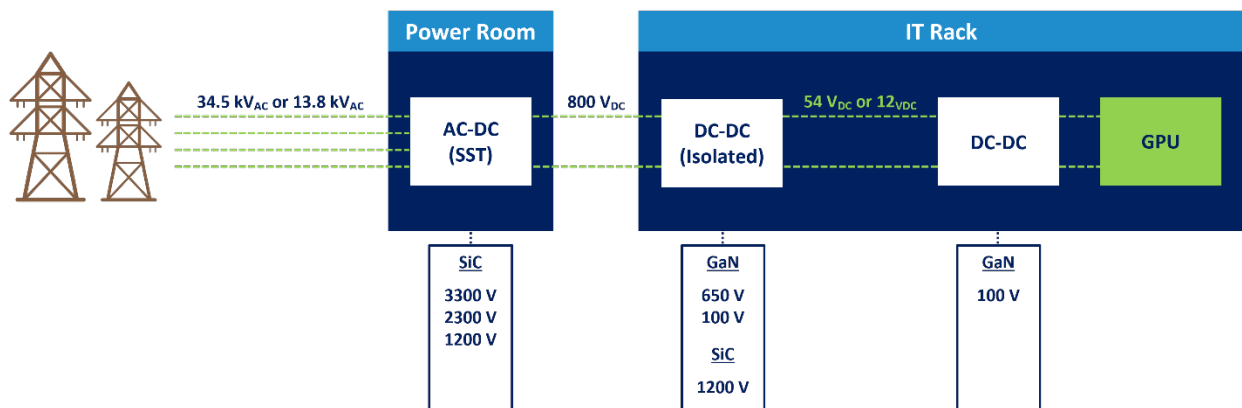 Power Room
IT Rack
34.5 kVAC or 13.8 kVAC
800 VDC
54 VDC or 12VDC
AC-DC
(SST)
DC-DC
(Isolated)
DC-DC
GPU
SiC
3300 V
2300 V
1200 V
GaN
650 V
100 V
SiC
1200 V
GaN
100 V